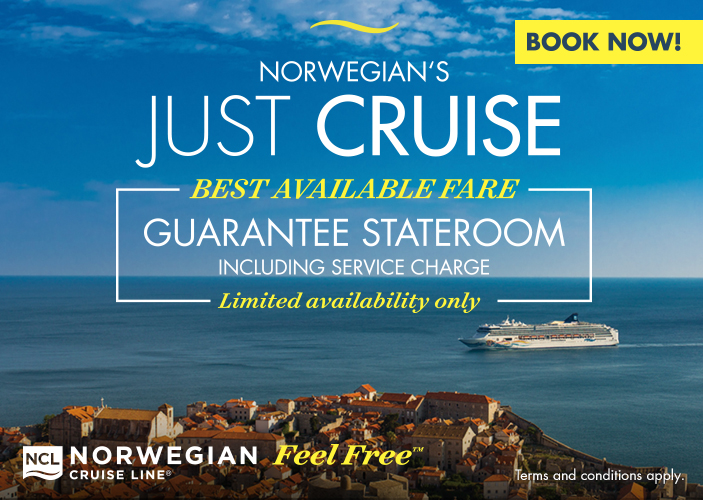 BOOK NOW!
NORWEGIAN'S
JUST CRUISE
BEST AVAILABLE FARE
GUARANTEE STATEROOM
INCLUDING SERVICE CHARGE
Limited availability only
NCL NORWEGIAN
CRUISE LINE®
Feel Free™
Terms and conditions apply.